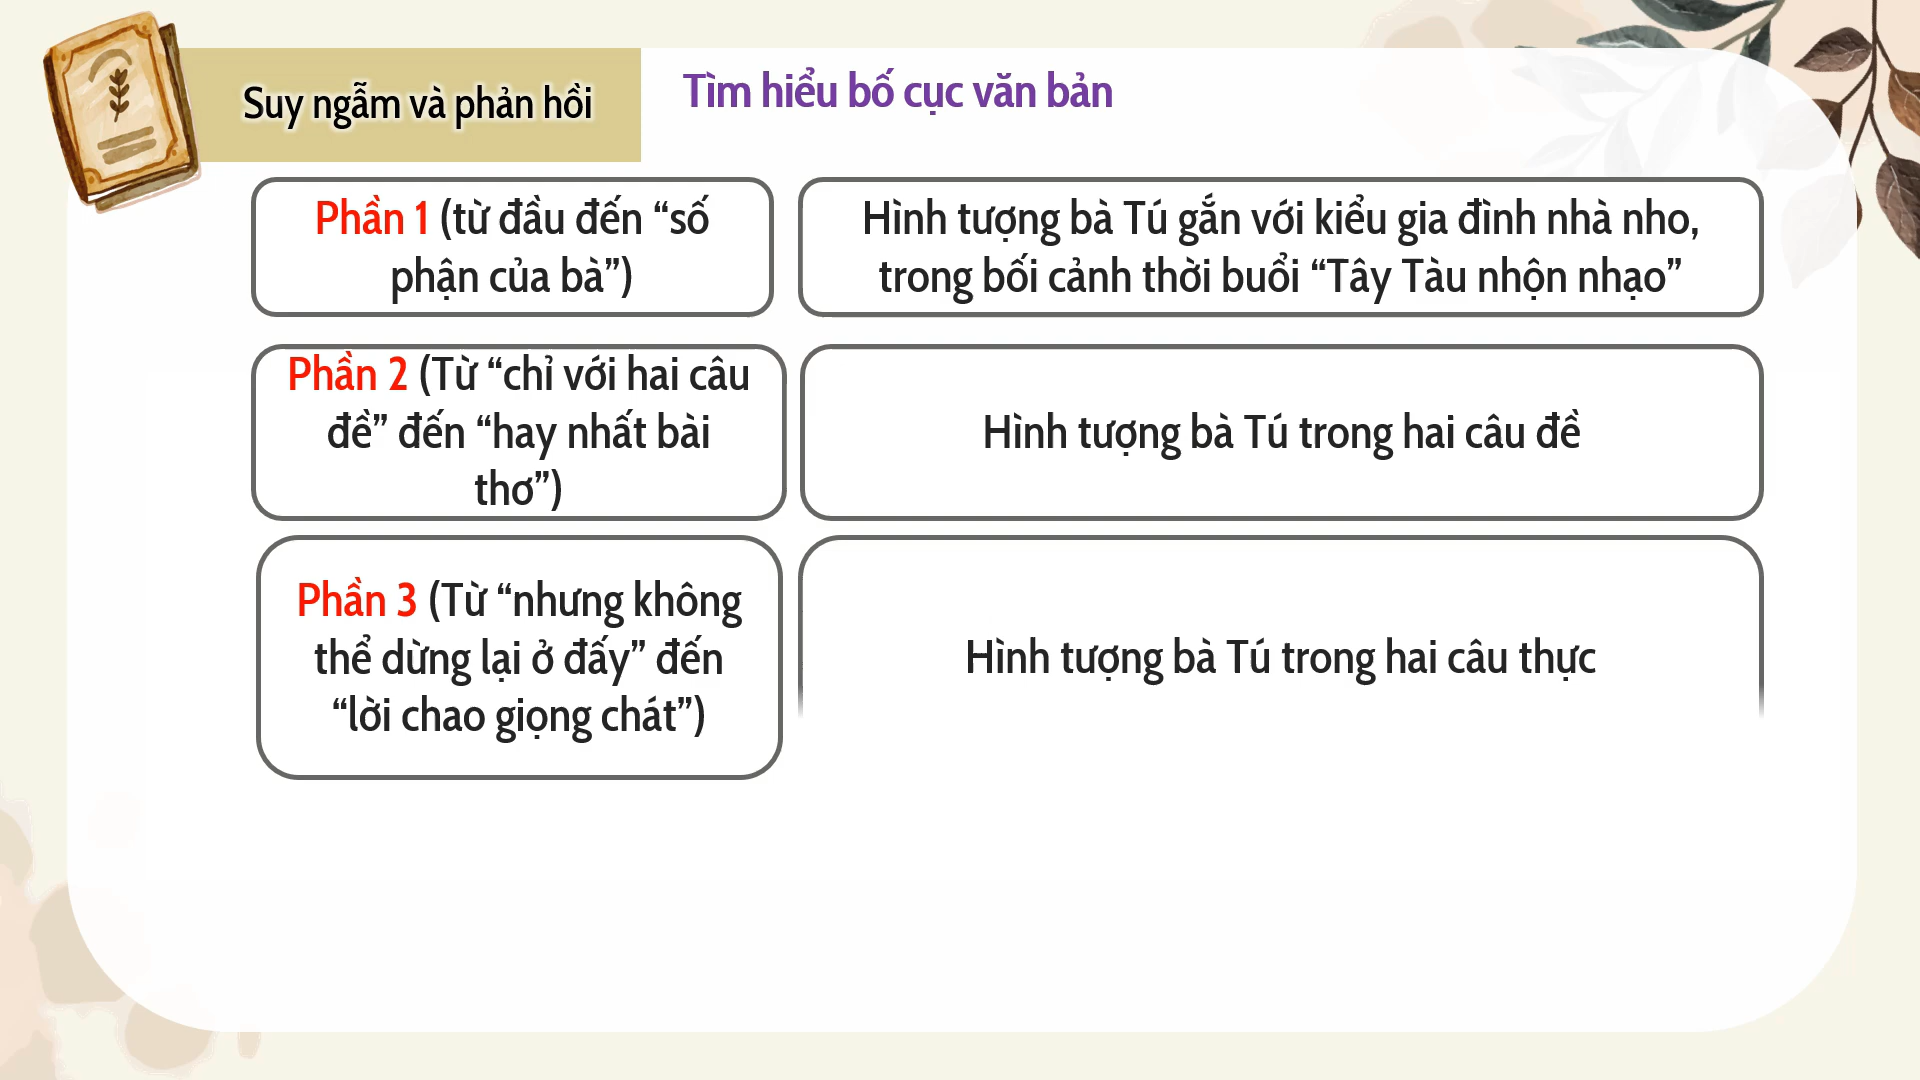 Suy ngẫm và phản hồi
Tìm hiểu bố cục văn bản
Phần 1 (từ đầu đến “số
phận của bà”)
Hình tượng bà Tú gắn với kiểu gia đình nhà nho,
trong bối cảnh thời buổi “Tây Tàu nhộn nhạo”
Phần 2 (Từ “chỉ với hai câu
đề” đến “hay nhất bài
thơ”)
Hình tượng bà Tú trong hai câu đề
Phần 3 (Từ “nhưng không
thể dừng lại ở đấy” đến
“lời chao giọng chát”)
Hình tượng bà Tú trong hai câu thực